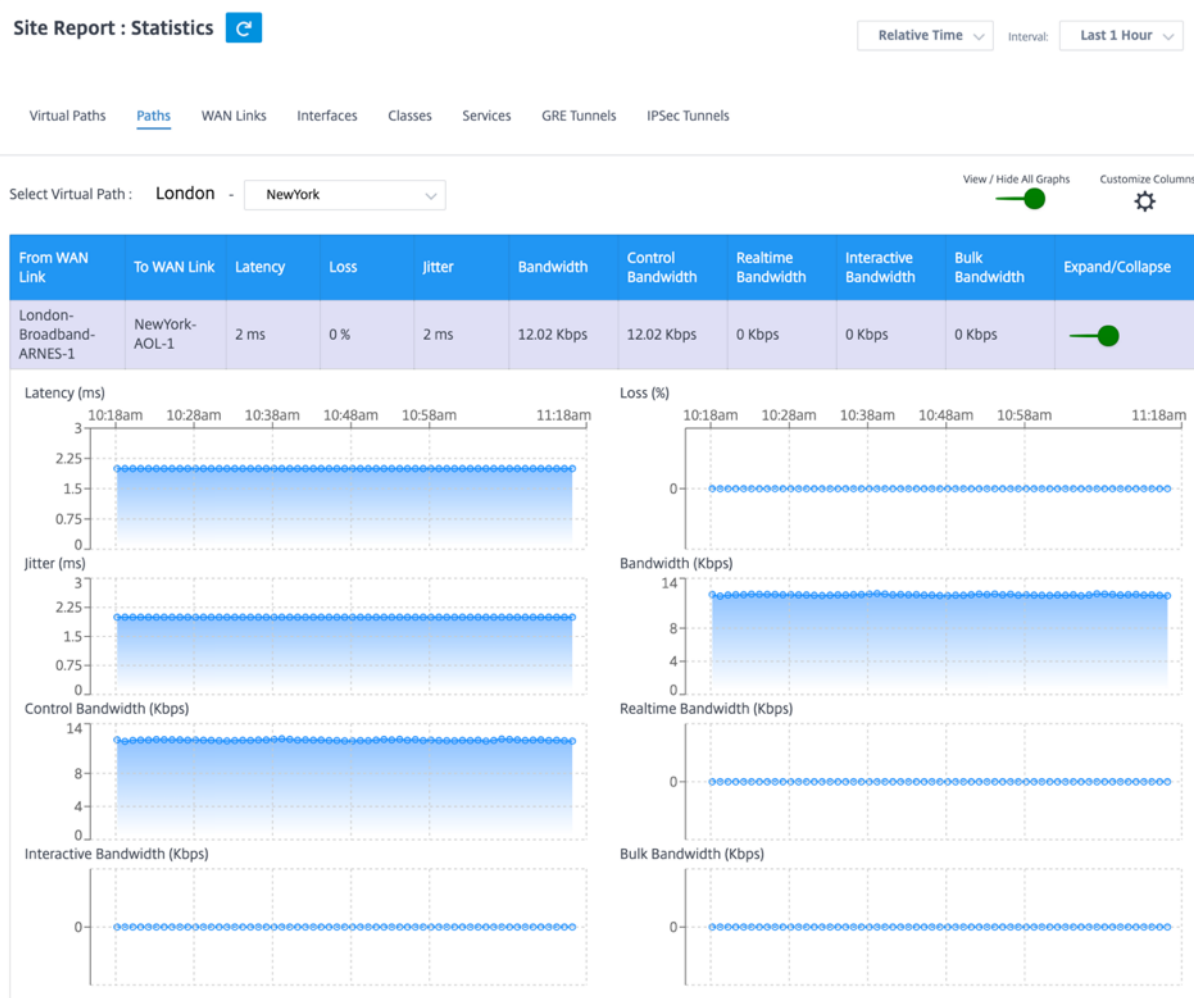 Site Report : Statistics
Relative Time
Interval:
Last 1 Hour
Virtual Paths Paths WAN Links Interfaces Classes Services GRE Tunnels IPSec Tunnels
Select Virtual Path : London - NewYork
View / Hide All Graphs
Customize Columns
From WAN Link To WAN Link Latency Loss Jitter Bandwidth Control Bandwidth Realtime Bandwidth Interactive Bandwidth Bulk Bandwidth Expand/Collapse
London-Broadband-ARNES-1 NewYork-AOL-1 2 ms 0 % 2 ms 12.02 Kbps 12.02 Kbps 0 Kbps 0 Kbps 0 Kbps
Latency (ms)
10:18am 10:28am 10:38am 10:48am 10:58am 11:18am
3
2.25
1.5
0.75
0
Loss (%)
10:18am 10:28am 10:38am 10:48am 10:58am 11:18am
0
Jitter (ms)
3
2.25
1.5
0.75
0
Bandwidth (Kbps)
14
8
4
0
Control Bandwidth (Kbps)
14
8
4
0
Realtime Bandwidth (Kbps)
0
Interactive Bandwidth (Kbps)
0
Bulk Bandwidth (Kbps)
0